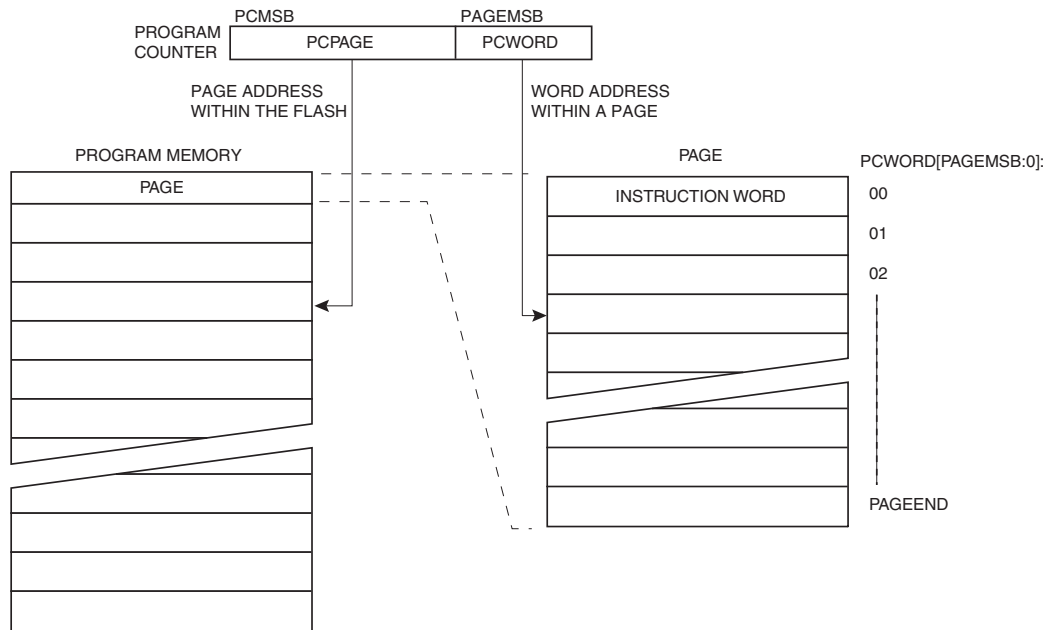 PCMSB
PAGEMSB
PROGRAM
COUNTER
PCPAGE
PCWORD
PAGE ADDRESS
WITHIN THE FLASH
WORD ADDRESS
WITHIN A PAGE
PROGRAM MEMORY
PAGE
PAGE
PCWORD[PAGEMSB:0]:
INSTRUCTION WORD
00
01
02
PAGEEND